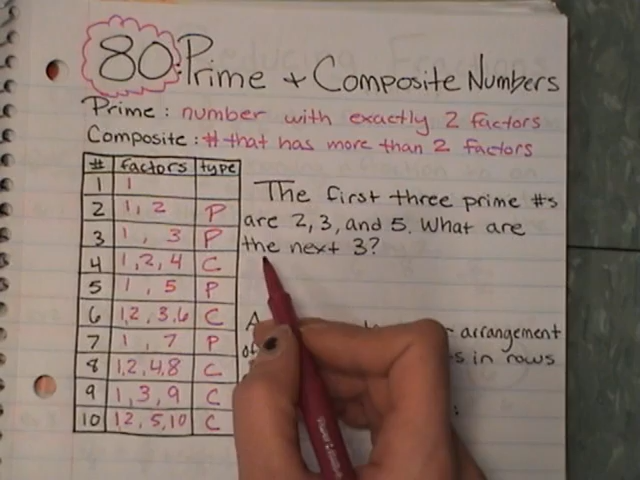 80: Prime + Composite Numbers
Prime: number with exactly 2 factors
Composite: # that has more than 2 factors
# factors type
1 1
2 1, 2 P
3 1, 3 P
4 1,2,4 C
5 1, 5 P
6 1,2,3,6 C
7 1, 7 P
8 1,2,4,8 C
9 1,3,9 C
10 1 2, 5,10 C
The first three prime #s
are 2, 3, and 5. What are
the next 3?
A arrangement
of s in rows
: